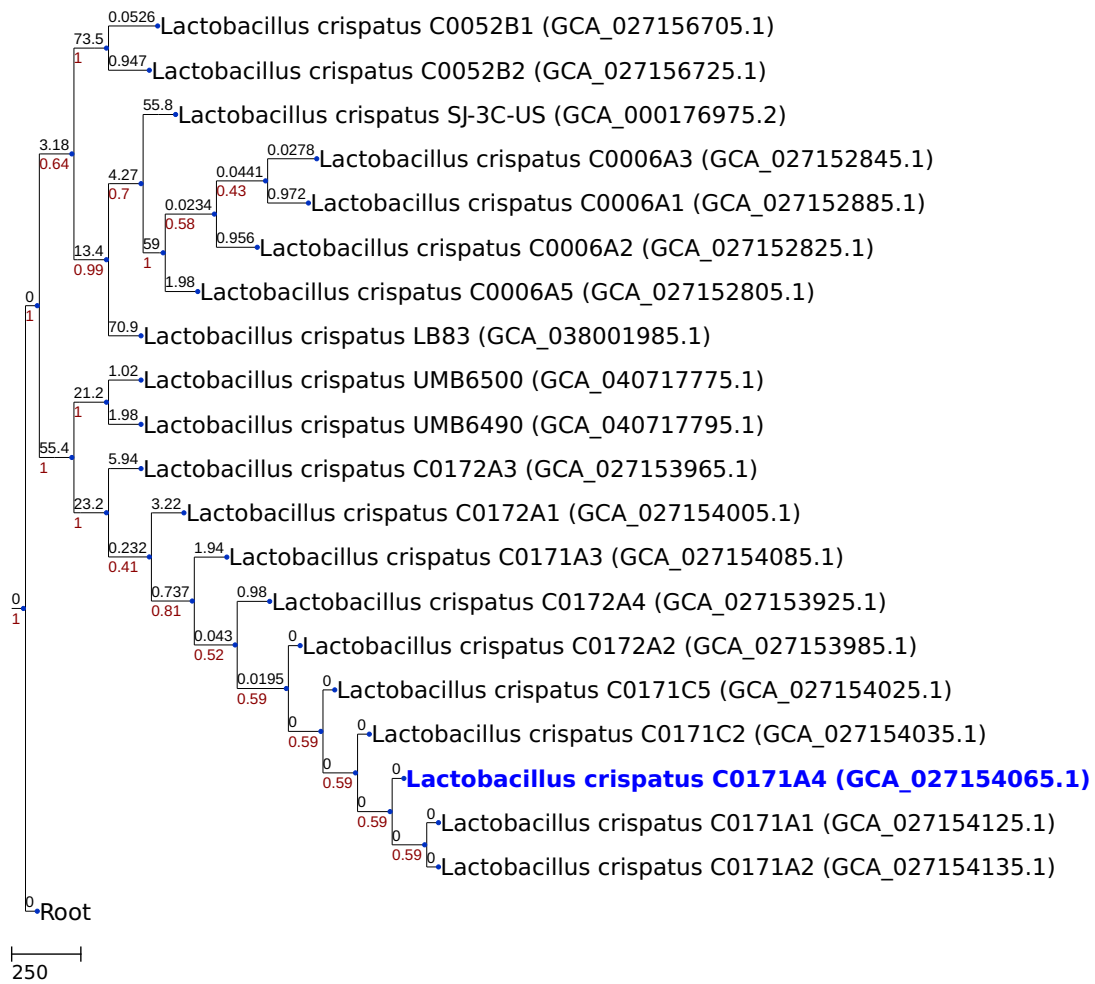 0.0526
Lactobacillus crispatus C0052B1 (GCA_027156705.1)
73.5
1
0.947
Lactobacillus crispatus C0052B2 (GCA_027156725.1)
55.8
Lactobacillus crispatus SJ-3C-US (GCA_000176975.2)
3.18
0.64
0.0278
Lactobacillus crispatus C0006A3 (GCA_027152845.1)
4.27
0.7
0.0441
0.43
0.972
Lactobacillus crispatus C0006A1 (GCA_027152885.1)
0.0234
0.58
0.956
Lactobacillus crispatus C0006A2 (GCA_027152825.1)
13.4
0.99
59
1
1.98
Lactobacillus crispatus C0006A5 (GCA_027152805.1)
0
1
70.9
Lactobacillus crispatus LB83 (GCA_038001985.1)
1.02
Lactobacillus crispatus UMB6500 (GCA_040717775.1)
21.2
1
1.98
Lactobacillus crispatus UMB6490 (GCA_040717795.1)
55.4
1
5.94
Lactobacillus crispatus C0172A3 (GCA_027153965.1)
23.2
1
3.22
Lactobacillus crispatus C0172A1 (GCA_027154005.1)
0.232
0.41
1.94
Lactobacillus crispatus C0171A3 (GCA_027154085.1)
0.737
0.81
0.98
Lactobacillus crispatus C0172A4 (GCA_027153925.1)
0
1
0.043
0.52
0
Lactobacillus crispatus C0172A2 (GCA_027153985.1)
0.0195
0.59
0
Lactobacillus crispatus C0171C5 (GCA_027154025.1)
0
0.59
0
Lactobacillus crispatus C0171C2 (GCA_027154035.1)
0
0.59
0
Lactobacillus crispatus C0171A4 (GCA_027154065.1)
0
0.59
0
Lactobacillus crispatus C0171A1 (GCA_027154125.1)
0
0.59
0
Lactobacillus crispatus C0171A2 (GCA_027154135.1)
0
Root
250